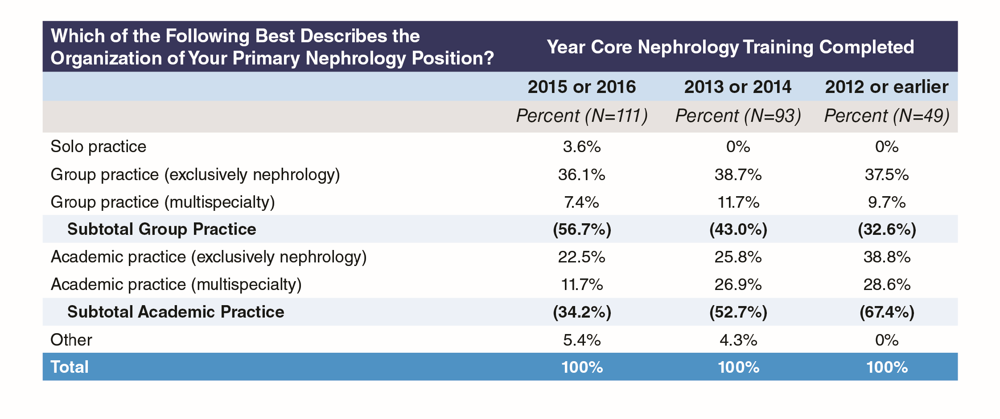 Which of the Following Best Describes the
Organization of Your Primary Nephrology Position?
Year Core Nephrology Training Completed
2015 or 2016 2013 or 2014 2012 or earlier
Percent (N=111) Percent (N=93) Percent (N=49)
Solo practice 3.6% 0% 0%
Group practice (exclusively nephrology) 36.1% 38.7% 37.5%
Group practice (multispecialty) 7.4% 11.7% 9.7%
Subtotal Group Practice (56.7%) (43.0%) (32.6%)
Academic practice (exclusively nephrology) 22.5% 25.8% 38.8%
Academic practice (multispecialty) 11.7% 26.9% 28.6%
Subtotal Academic Practice (34.2%) (52.7%) (67.4%)
Other 5.4% 4.3% 0%
Total 100% 100% 100%